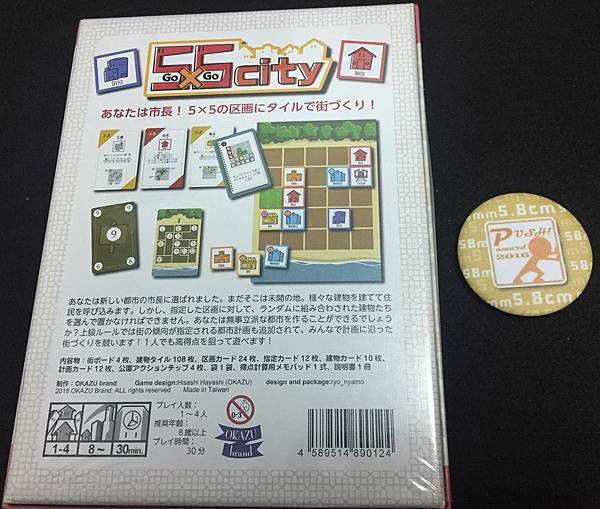 5x5city
Go Go
あなたは市長！ 5×5の区画にタイルで街づくり！
9
あなたは新しい都市の市長に選ばれました。まだそこは未開の地。様々な建物を建てて住
民を呼び込みます。しかし、指定した区画に対して、ランダムに組み合わされた建物たち
を選んで置かなければできません。あなたは無事立派な都市を作ることができるでしょう
か？上級ルールでは街の傾向が指定される都市計画も追加されて、みんなで計画に沿った
街づくりを競います！ 1人でも高得点を狙って遊べます！
内容物：街ボード4枚、建物タイル108枚、区画カード24枚、指定カード12枚、建物カード10枚、
計画カード12枚、公園アクションチップ4枚、袋1袋、得点計算用メモパッド1式、説明書1冊
制作：OKAZU brand Game design:Hisashi Hayashi (OKAZU) design and package:ryo_nyamo
2016 OKAZU Brand, ALL rights reserved Made in Taiwan
プレイ人数：
1〜4人
推奨年齢：
8歳以上
プレイ時間：
30分
1-4 8〜 30min.
0-3
OKAZU
brand
4 589514 890124
mm5.8cm
58mm
PUSHH
award
2016
5.8cm